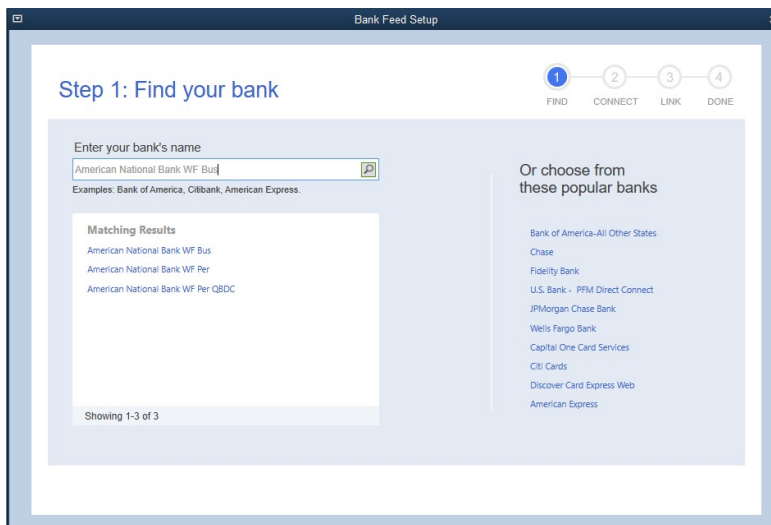 Bank Feed Setup
Step 1: Find your bank
1 2 3 4
FIND CONNECT LINK DONE
Enter your bank's name
American National Bank WF Bus
Examples: Bank of America, Citibank, American Express.
Matching Results
American National Bank WF Bus
American National Bank WF Per
American National Bank WF Per QBDC
Showing 1-3 of 3
Or choose from
these popular banks
Bank of America-All Other States
Chase
Fidelity Bank
U.S. Bank - PFM Direct Connect
JPMorgan Chase Bank
Wells Fargo Bank
Capital One Card Services
Citi Cards
Discover Card Express Web
American Express